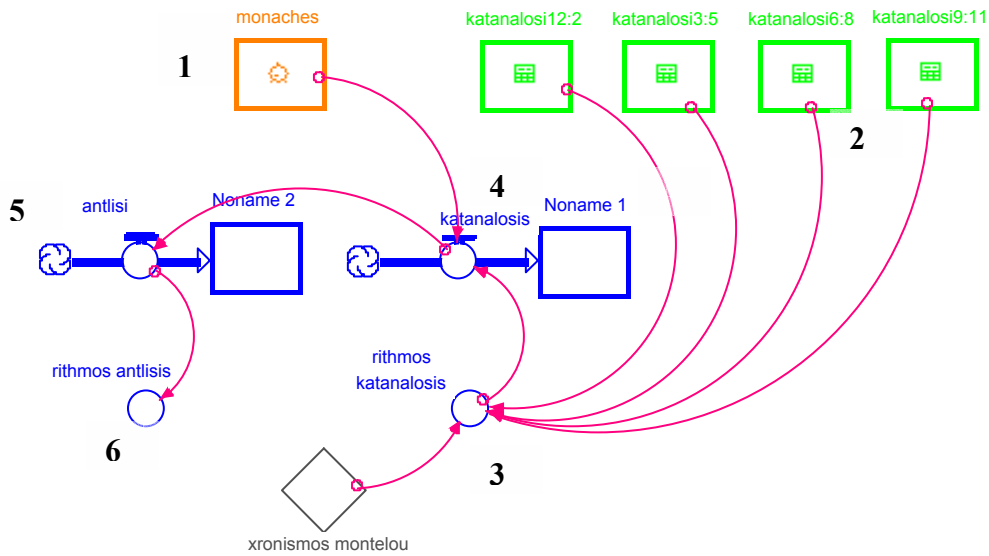 monaches
katanalosi12:2
katanalosi3:5
katanalosi6:8
katanalosi9:11
1
2
4
5
antlisi
Noname 2
katanalosis
Noname 1
rithmos antlisis
rithmos
katanalosis
6
3
xronismos montelou